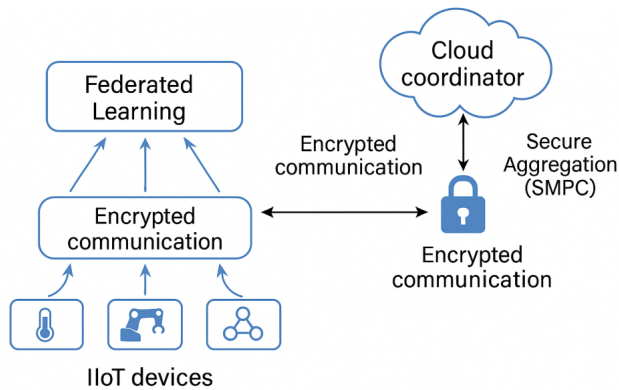 Federated
Learning
Encrypted
communication
IIoT devices
Encrypted
communication
Cloud
coordinator
Secure
Aggregation
(SMPC)
Encrypted
communication